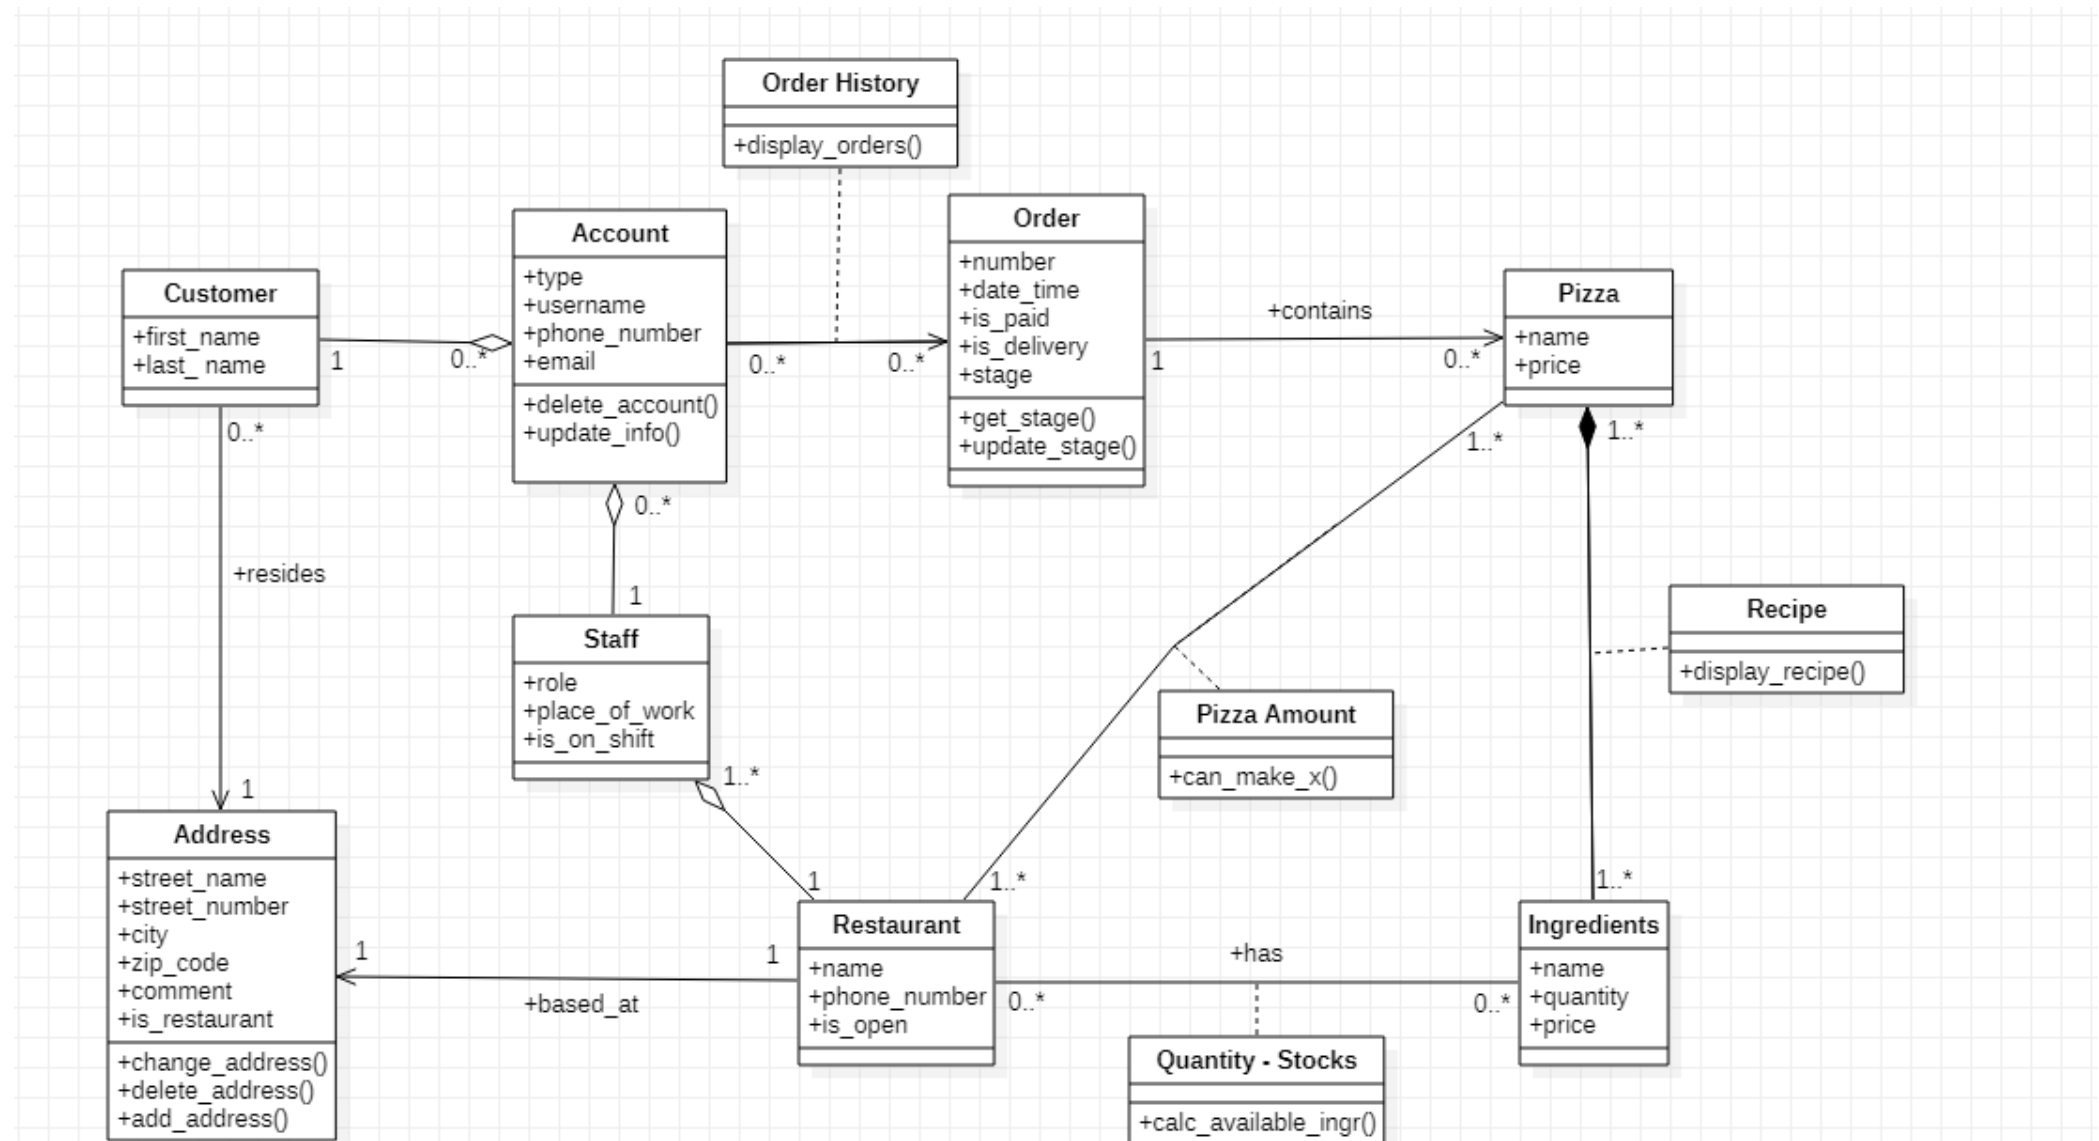 Order History
+display_orders()
Account
+type
+username
+phone_number
+email
+delete_account()
+update_info()
Order
+number
+date_time
+is_paid
+is_delivery
+stage
+get_stage()
+update_stage()
Customer
+first_name
+last_ name
Pizza
+name
+price
1
0..*
0..*
0..*
+contains
1
0..*
0..*
0..*
1..*
1..*
+resides
1
Staff
+role
+place_of_work
+is_on_shift
Recipe
+display_recipe()
Pizza Amount
+can_make_x()
1
1..*
1
1..*
1..*
Address
+street_name
+street_number
+city
+zip_code
+comment
+is_restaurant
+change_address()
+delete_address()
+add_address()
1
1
+based_at
Restaurant
+name
+phone_number
+is_open
+has
0..*
0..*
Ingredients
+name
+quantity
+price
Quantity - Stocks
+calc_available_ingr()